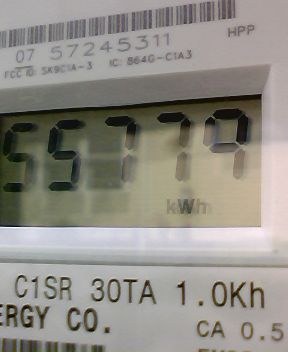 07 57245311 HPP
FCC ID: SK9C1A-3 IC: 864G-C1A3
55779
kWh
C1SR 30TA 1.0Kh
ERGY CO. CA 0.5